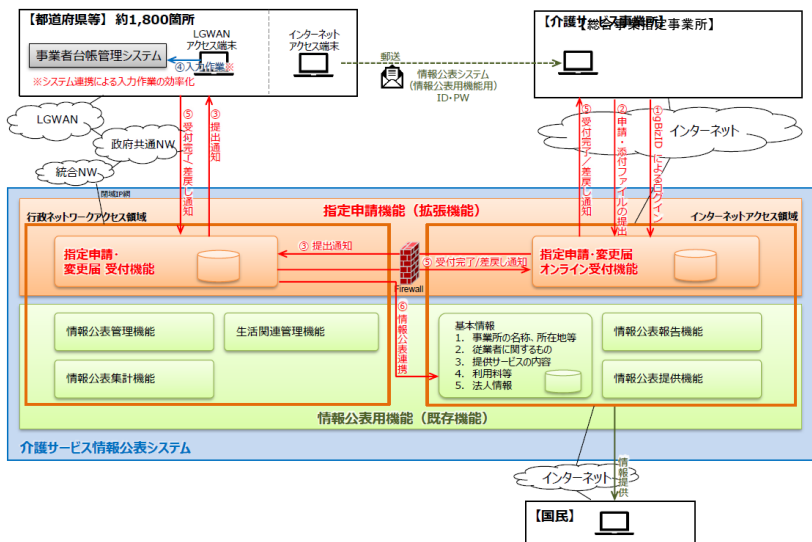 【都道府県等】 約1,800箇所
LGWAN
アクセス端末
事業者台帳管理システム
④入力作業※
※システム連携による入力作業の効率化
インターネット
アクセス端末
郵送
情報公表システム
(情報公表用機能用)
ID・PW
【介護サービス事業所】
【総合事業指定事業所】
LGWAN
政府共通NW
統合NW
閉域IP網
⑤受付完了/差戻し通知
③提出通知
⑤受付完了/差戻し通知
②申請・添付ファイルの提出
①gBizID によるログイン
インターネット
行政ネットワークアクセス領域
指定申請機能(拡張機能)
インターネットアクセス領域
指定申請・
変更届 受付機能
③提出通知
⑤受付完了/差戻し通知
Firewall
指定申請・変更届
オンライン受付機能
⑥情報公表連携
情報公表管理機能
生活関連管理機能
情報公表集計機能
基本情報
1. 事業所の名称、所在地等
2. 従業者に関するもの
3. 提供サービスの内容
4. 利用料等
5. 法人情報
情報公表報告機能
情報公表提供機能
情報公表用機能(既存機能)
介護サービス情報公表システム
インターネット
情報提供
【国民】